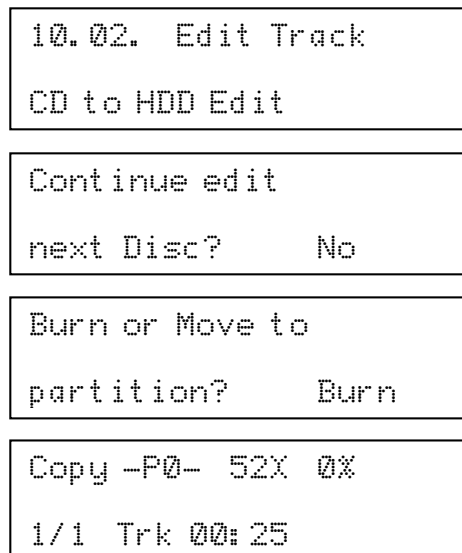 10.02. Edit Track
CD to HDD Edit
Continue edit
next Disc? No
Burn or Move to
partition? Burn
Copy -P0- 52X 0%
1/1 Trk 00:25